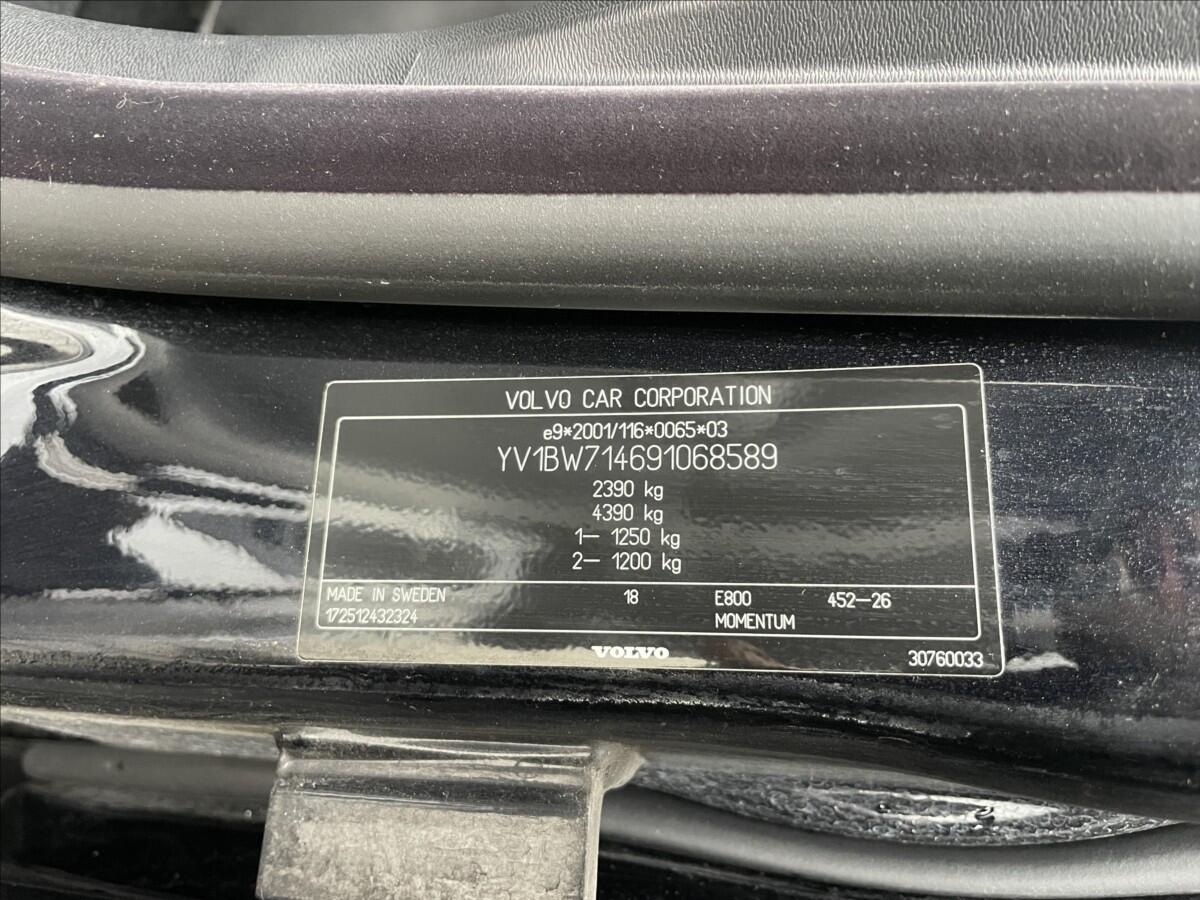 VOLVO CAR CORPORATION
e9*2001/116*0065*03
YV1BW714691068589
2390 kg
4390 kg
1— 1250 kg
2— 1200 kg
MADE IN SWEDEN 18 E800 452—26
172512432324 MOMENTUM
VOLVO
30760033